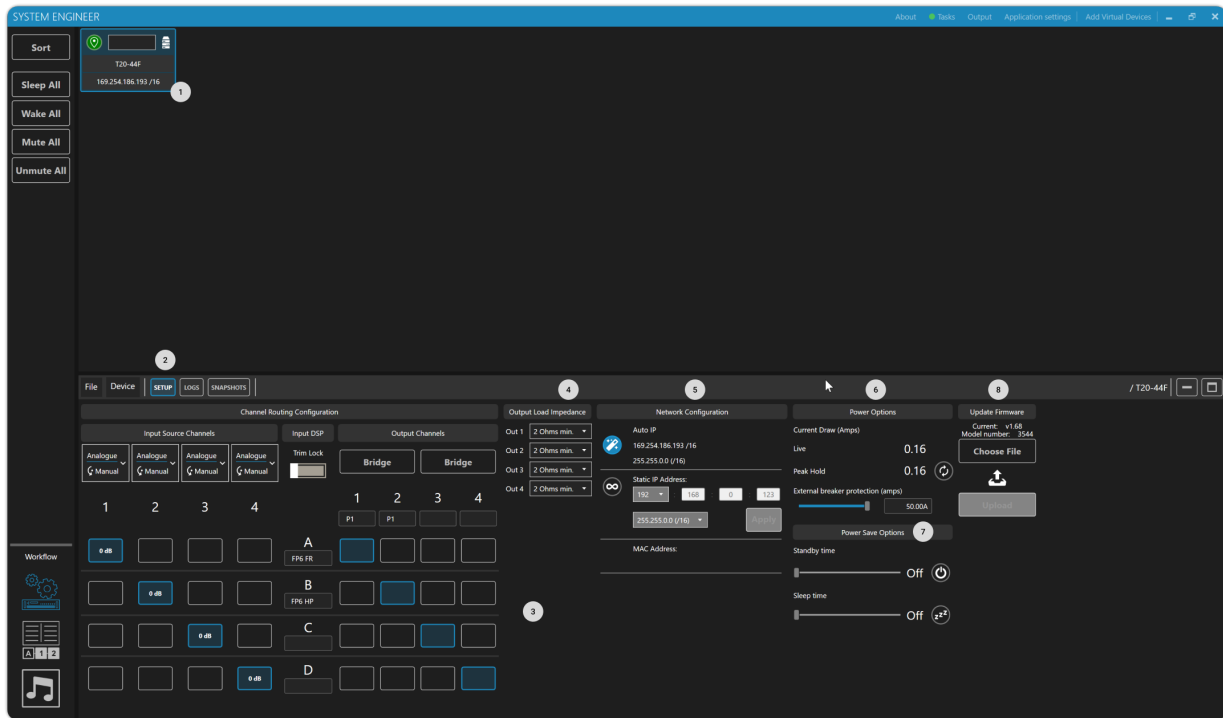 SYSTEM ENGINEER
About Tasks Output Application settings Add Virtual Devices
Sort
Sleep All
Wake All
Mute All
Unmute All
T20-44F
169.254.186.193 /16
1
2
File Device SETUP LOGS SNAPSHOTS
/ T20-44F
4
5
6
8
Channel Routing Configuration
Input Source Channels
Input DSP
Output Channels
Analogue Analogue Analogue Analogue
Manual Manual Manual Manual
Trim Lock
Bridge Bridge
1 2 3 4
1 2 3 4
P1 P1
0 dB
A
FP6 FR
0 dB
B
FP6 HP
0 dB
C
0 dB
D
3
Output Load Impedance
Out 1 2 Ohms min.
Out 2 2 Ohms min.
Out 3 2 Ohms min.
Out 4 2 Ohms min.
Network Configuration
Auto IP
169.254.186.193 /16
255.255.0.0 (/16)
Static IP Address:
192 168 0 123
255.255.0.0 (/16) Apply
MAC Address:
Power Options
Current Draw (Amps)
Live 0.16
Peak Hold 0.16
External breaker protection (amps)
50.00A
Power Save Options 7
Standby time
Off
Sleep time
Off
zzz
Update Firmware
Current: v1.68
Model number: 3544
Choose File
Upload
Workflow
A 1 2